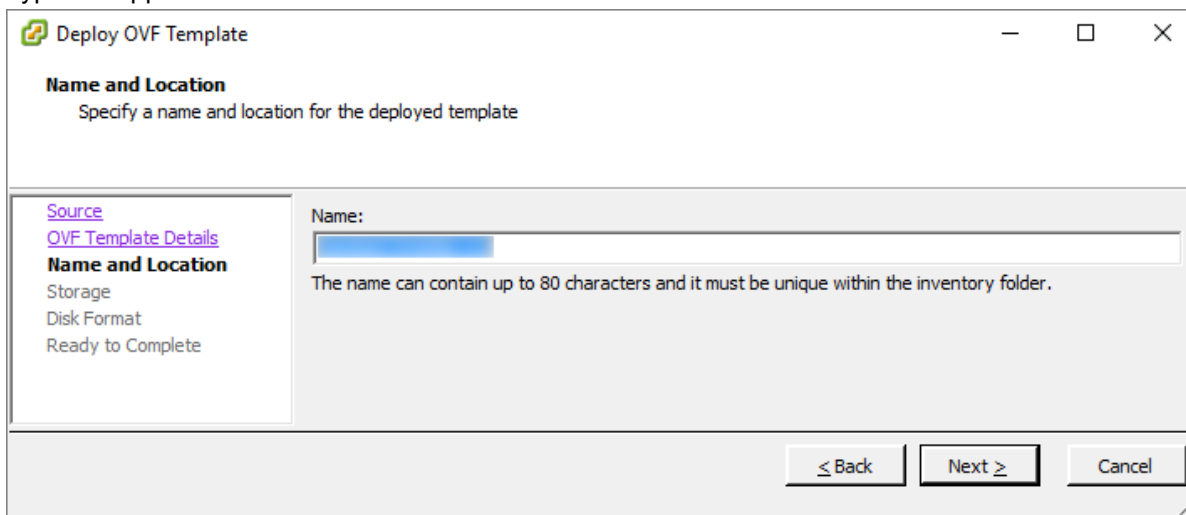 Deploy OVF Template
Name and Location
Specify a name and location for the deployed template
Source
OVF Template Details
Name and Location
Storage
Disk Format
Ready to Complete
Name:
The name can contain up to 80 characters and it must be unique within the inventory folder.
< Back
Next >
Cancel